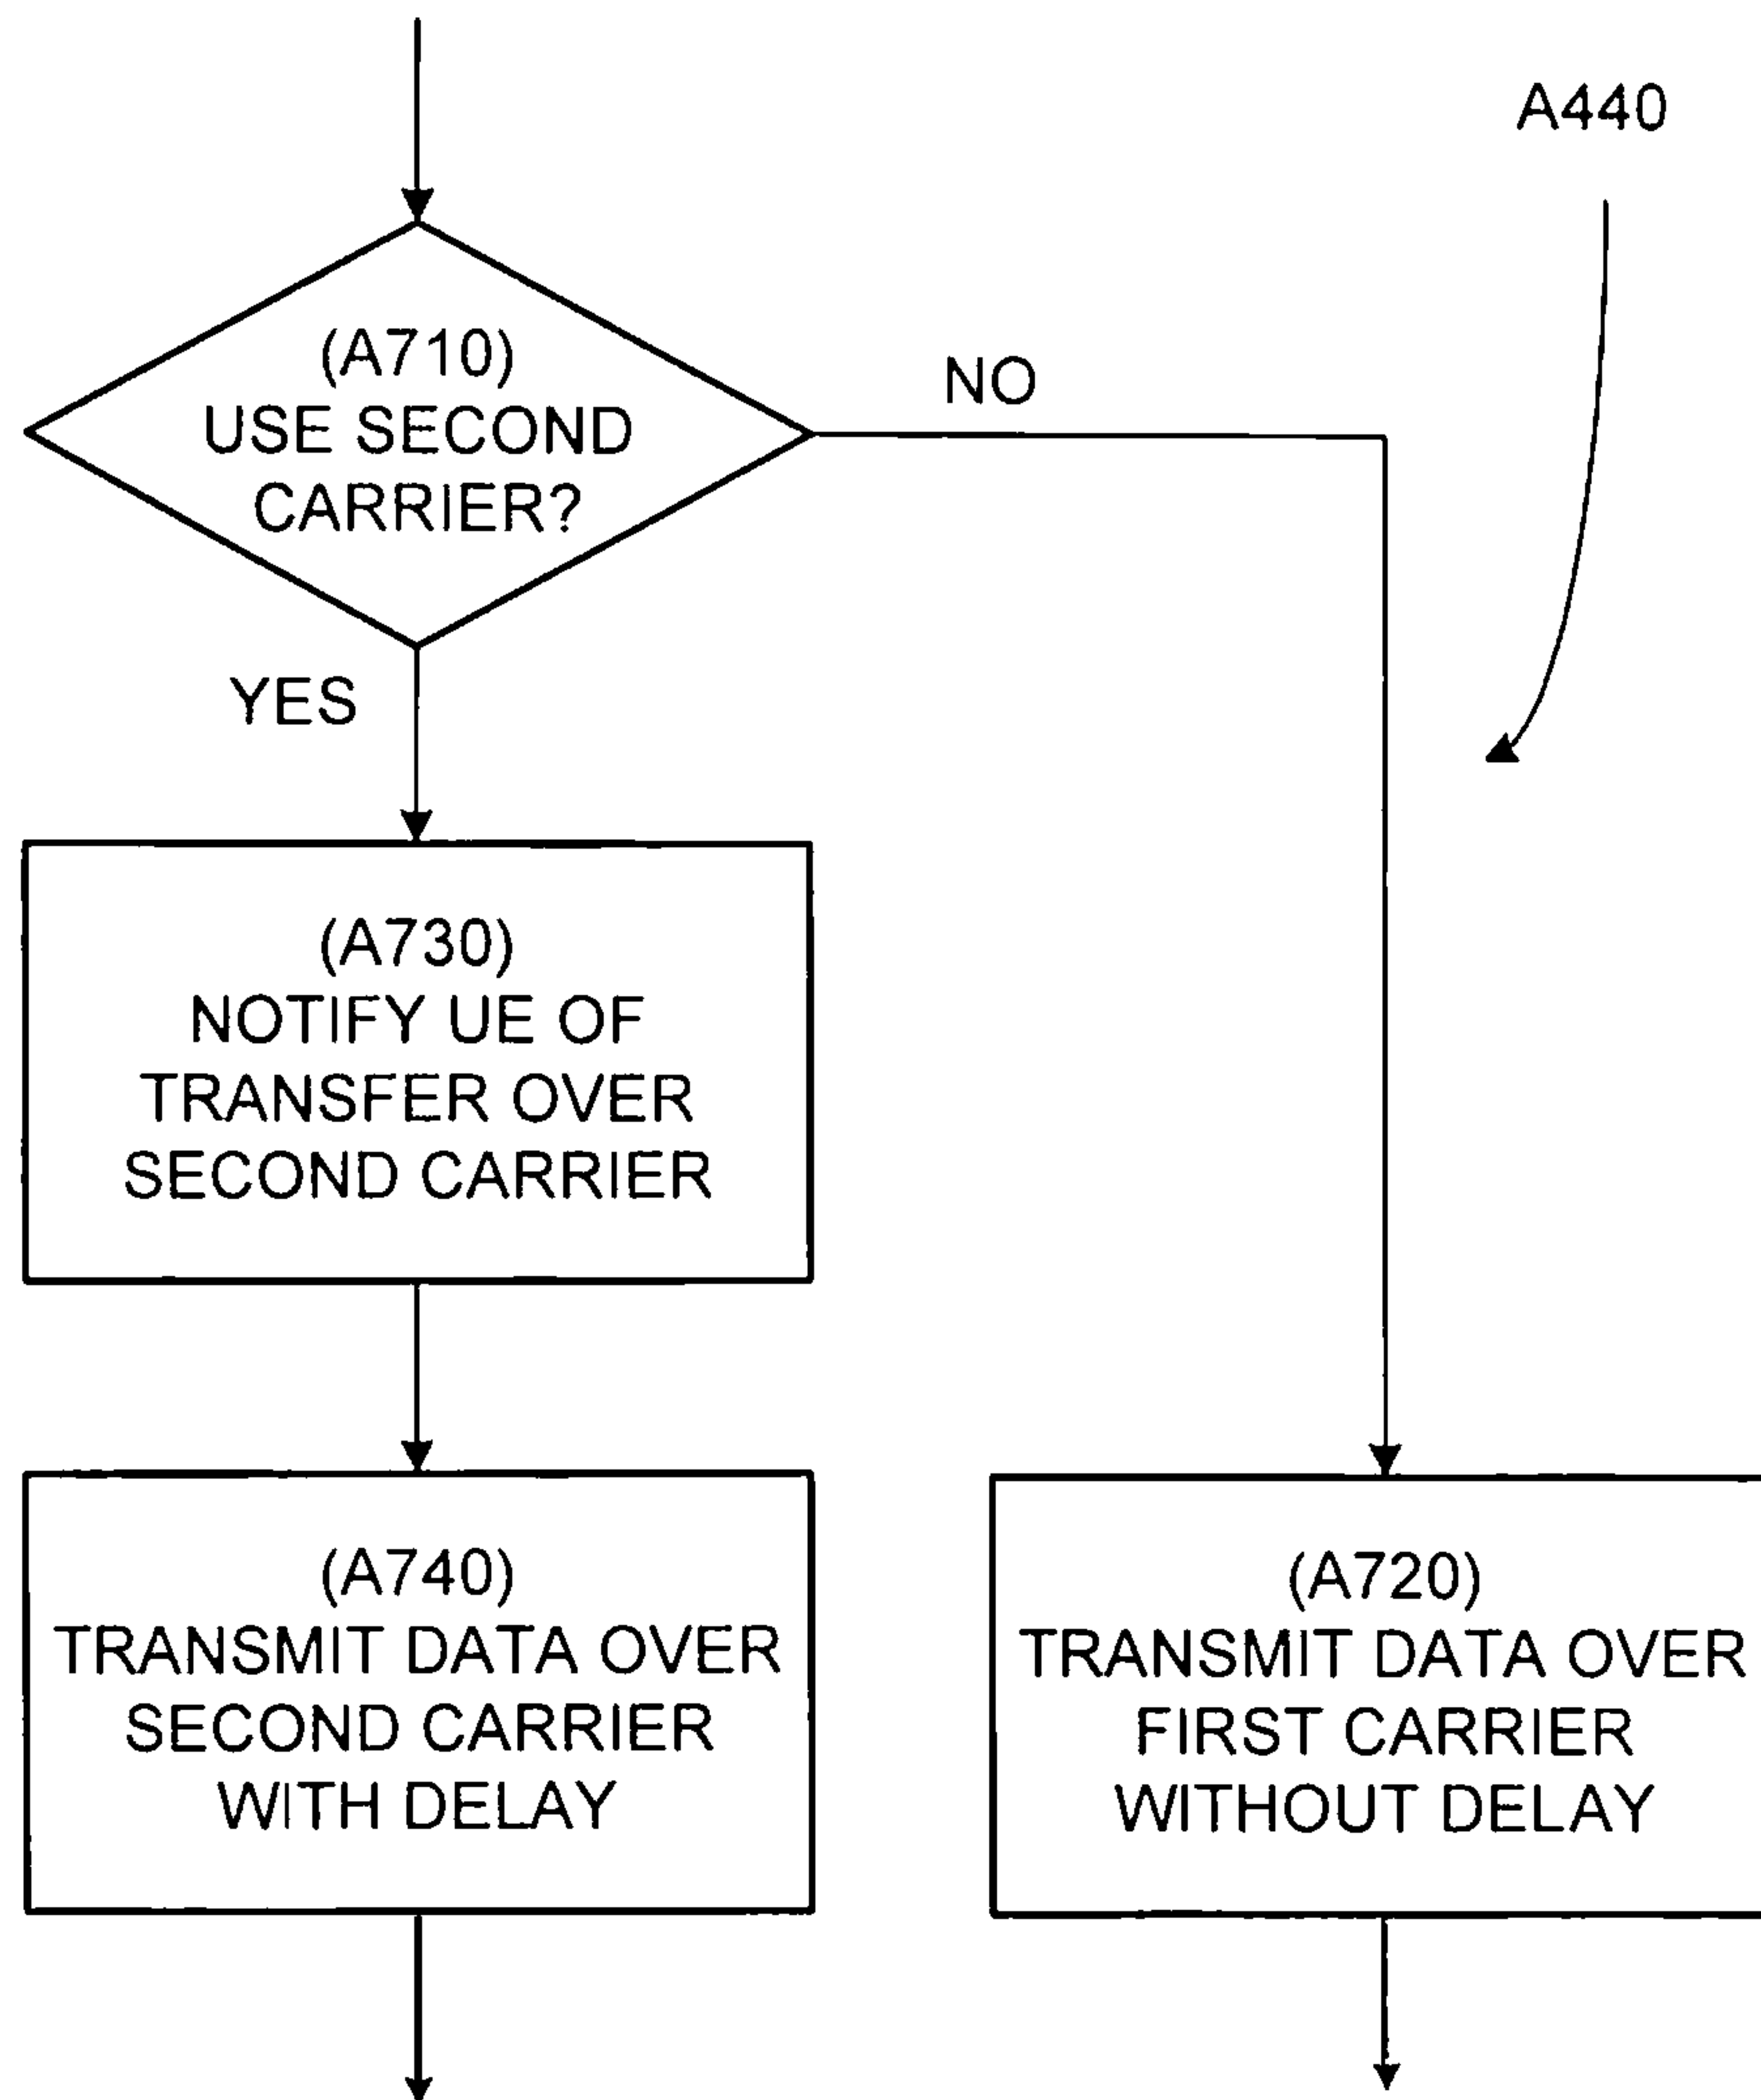 A440
(A710)
USE SECOND
CARRIER?
NO
YES
(A730)
NOTIFY UE OF
TRANSFER OVER
SECOND CARRIER
(A740)
TRANSMIT DATA OVER
SECOND CARRIER
WITH DELAY
(A720)
TRANSMIT DATA OVER
FIRST CARRIER
WITHOUT DELAY